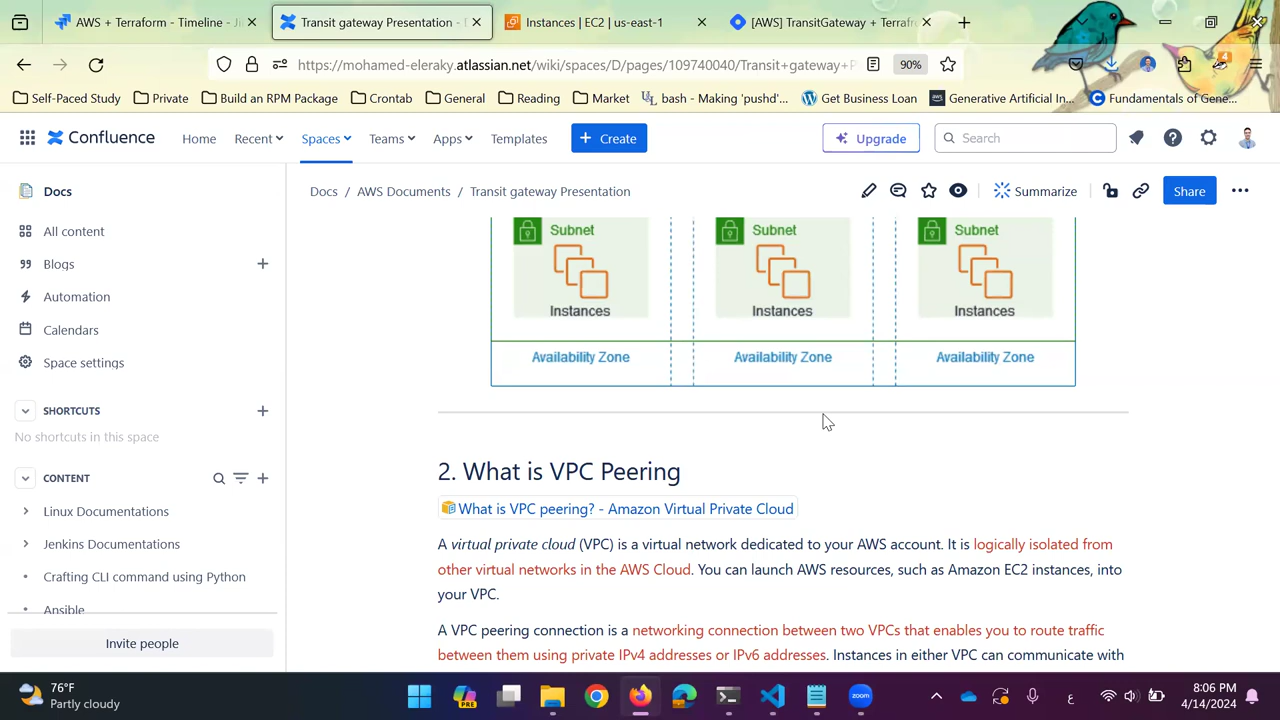 AWS + Terraform - Timeline - Ji
Transit gateway Presentation -
Instances | EC2 | us-east-1
[AWS] TransitGateway + Terrafr
https://mohamed-eleraky.atlassian.net/wiki/spaces/D/pages/109740040/Transit+gateway+P
90%
4
Self-Paced Study
Private
Build an RPM Package
Crontab
General
Reading
Market
bash - Making 'pushd'...
Get Business Loan
Generative Artificial In...
Fundamentals of Gene...
Confluence
Home
Recent
Spaces
Teams
Apps
Templates
Create
Upgrade
Search
Docs
Docs / AWS Documents / Transit gateway Presentation
Summarize
Share
All content
Blogs
Automation
Calendars
Space settings
SHORTCUTS
No shortcuts in this space
CONTENT
Linux Documentations
Jenkins Documentations
Crafting CLI command using Python
Ansible
Invite people
Subnet
Subnet
Subnet
Instances
Instances
Instances
Availability Zone
Availability Zone
Availability Zone
2. What is VPC Peering
What is VPC peering? - Amazon Virtual Private Cloud
A virtual private cloud (VPC) is a virtual network dedicated to your AWS account. It is logically isolated from
other virtual networks in the AWS Cloud. You can launch AWS resources, such as Amazon EC2 instances, into
your VPC.
A VPC peering connection is a networking connection between two VPCs that enables you to route traffic
between them using private IPv4 addresses or IPv6 addresses. Instances in either VPC can communicate with
76°F
Partly cloudy
PRE
zoom
ع
8:06 PM
4/14/2024